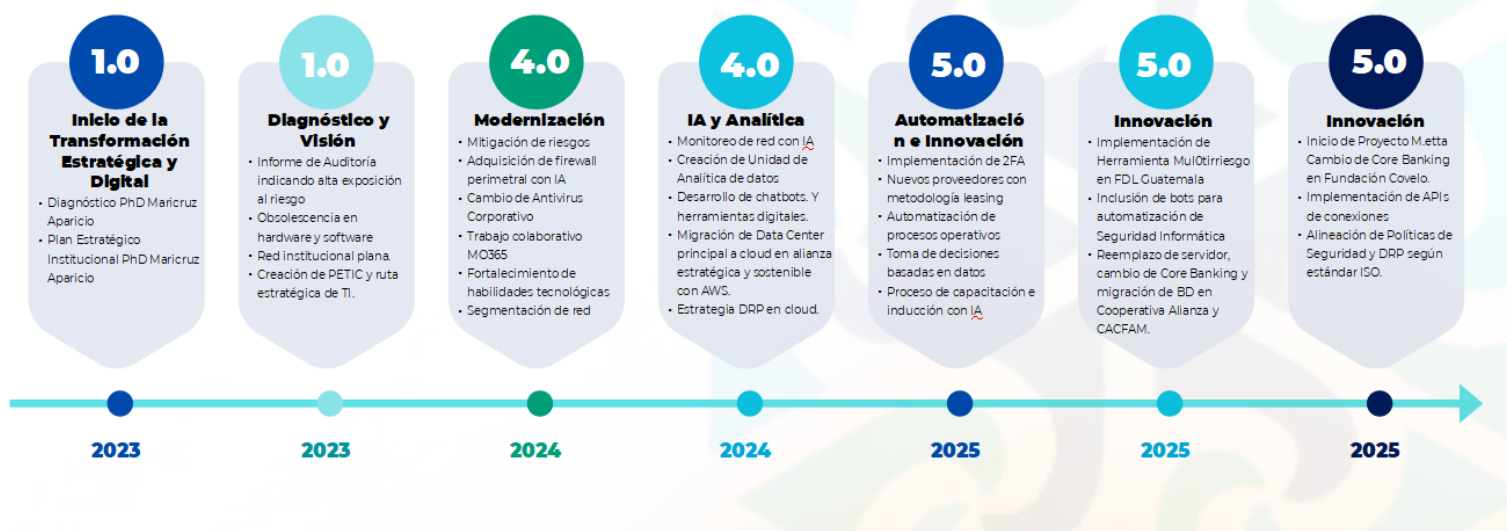 1.0
Inicio de la
Transformación
Estratégica y
Digital
• Diagnóstico PhD Maricruz
Aparicio
• Plan Estratégico
Institucional PhD Maricruz
Aparicio
1.0
Diagnóstico y
Visión
• Informe de Auditoría
indicando alta exposición
al riesgo
• Obsolescencia en
hardware y software
• Red institucional plana.
• Creación de PETIC y ruta
estratégica de TI.
4.0
Modernización
• Mitigación de riesgos
• Adquisición de firewall
perimetral con IA
• Cambio de Antivirus
Corporativo
• Trabajo colaborativo
MO365
• Fortalecimiento de
habilidades tecnológicas
• Segmentación de red
4.0
IA y Analítica
• Monitoreo de red con IA
• Creación de Unidad de
Analítica de datos
• Desarrollo de chatbots. Y
herramientas digitales.
• Migración de Data Center
principal a cloud en alianza
estratégica y sostenible
con AWS.
• Estrategia DRP en cloud.
5.0
Automatizació
n e Innovación
• Implementación de 2FA
• Nuevos proveedores con
metodología leasing
• Automatización de
procesos operativos
• Toma de decisiones
basadas en datos
• Proceso de capacitación e
inducción con IA
5.0
Innovación
• Implementación de
Herramienta Mul0tirriesgo
en FDL Guatemala
• Inclusión de bots para
automatización de
Seguridad Informática
• Reemplazo de servidor,
cambio de Core Banking y
migración de BD en
Cooperativa Alianza y
CACFAM.
5.0
Innovación
• Inicio de Proyecto M.etta
Cambio de Core Banking
en Fundación Covelo.
• Implementación de APIs
de conexiones
• Alineación de Políticas de
Seguridad y DRP según
estándar ISO.
2023
2023
2024
2024
2025
2025
2025